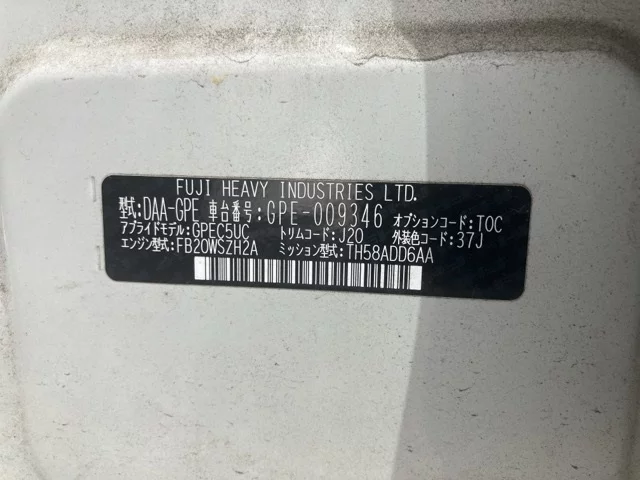 FUJI HEAVY INDUSTRIES LTD.
型式:DAA-GPE 車台番号:GPE-009346 オプションコード:TOC
アプライドモデル:GPEC5UC トリムコード:J20 外装色コード:37J
エンジン型式:FB20WSZH2A ミッション型式:TH58ADD6AA